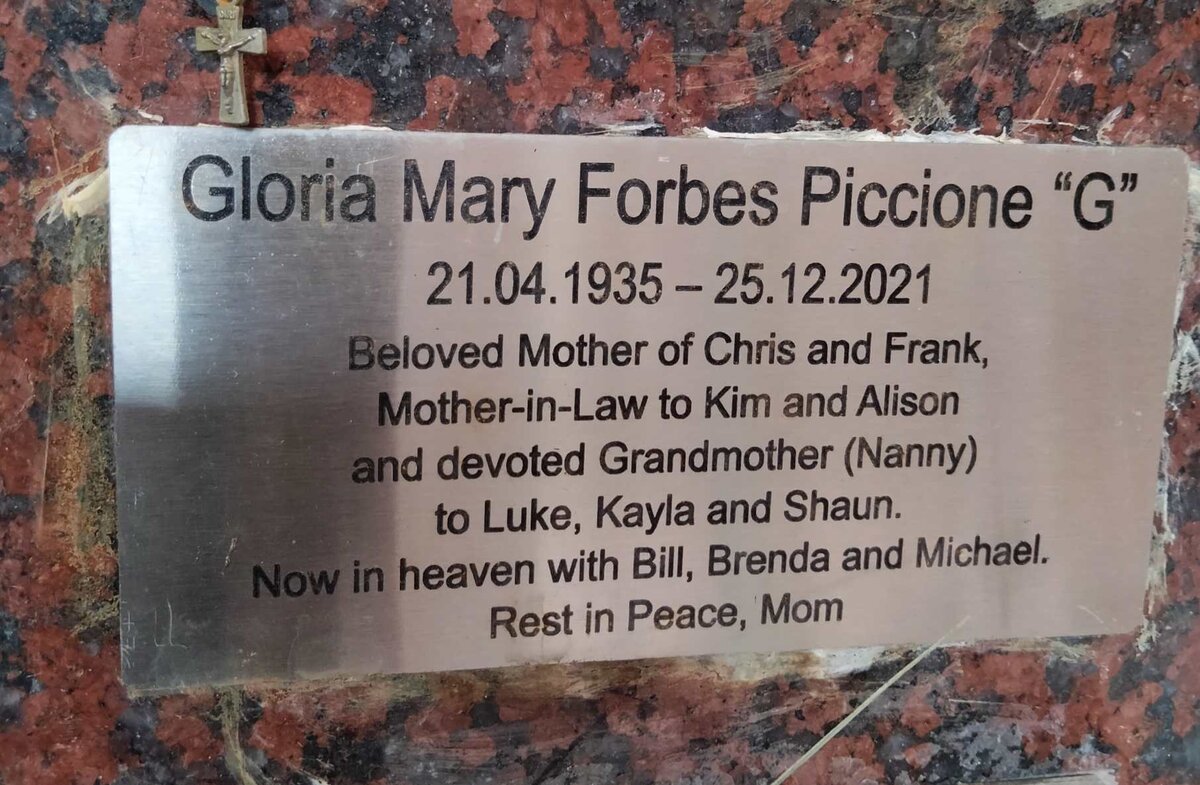 Gloria Mary Forbes Piccione “G”
21.04.1935 – 25.12.2021
Beloved Mother of Chris and Frank,
Mother-in-Law to Kim and Alison
and devoted Grandmother (Nanny)
to Luke, Kayla and Shaun.
Now in heaven with Bill, Brenda and Michael.
Rest in Peace, Mom